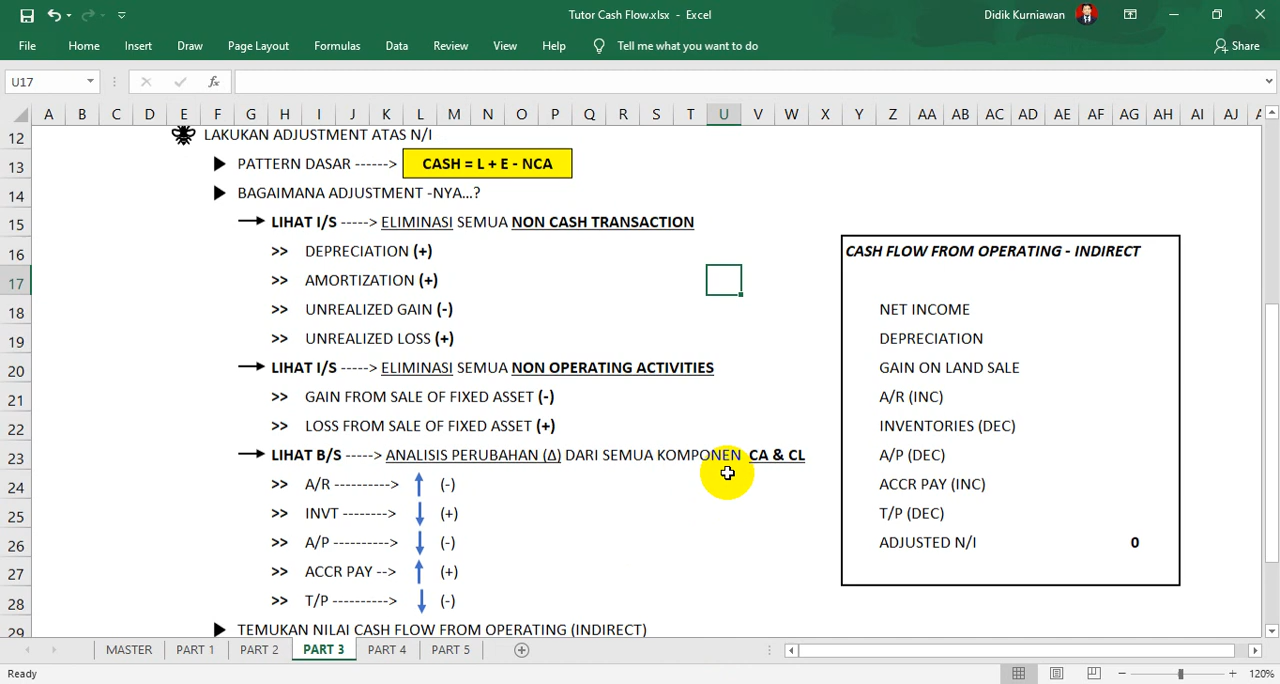 Tutor Cash Flow.xlsx - Excel
Didik Kurniawan
File Home Insert Draw Page Layout Formulas Data Review View Help Tell me what you want to do Share
U17
fx
A B C D E F G H I J K L M N O P Q R S T U V W X Y Z AA AB AC AD AE AF AG AH AI AJ
12 LAKUKAN ADJUSTMENT ATAS N/I
13 PATTERN DASAR ------> CASH = L + E - NCA
14 BAGAIMANA ADJUSTMENT -NYA...?
15 LIHAT I/S -----> ELIMINASI SEMUA NON CASH TRANSACTION
16 >> DEPRECIATION (+) CASH FLOW FROM OPERATING - INDIRECT
17 >> AMORTIZATION (+)
18 >> UNREALIZED GAIN (-) NET INCOME
19 >> UNREALIZED LOSS (+) DEPRECIATION
20 LIHAT I/S -----> ELIMINASI SEMUA NON OPERATING ACTIVITIES GAIN ON LAND SALE
21 >> GAIN FROM SALE OF FIXED ASSET (-) A/R (INC)
22 >> LOSS FROM SALE OF FIXED ASSET (+) INVENTORIES (DEC)
23 LIHAT B/S -----> ANALISIS PERUBAHAN (Δ) DARI SEMUA KOMPONEN CA & CL A/P (DEC)
24 >> A/R ----------> (-) ACCR PAY (INC)
25 >> INVT --------> (+) T/P (DEC)
26 >> A/P ----------> (-) ADJUSTED N/I 0
27 >> ACCR PAY --> (+)
28 >> T/P ----------> (-)
29 TEMUKAN NILAI CASH FLOW FROM OPERATING (INDIRECT)
MASTER PART 1 PART 2 PART 3 PART 4 PART 5
Ready
120%